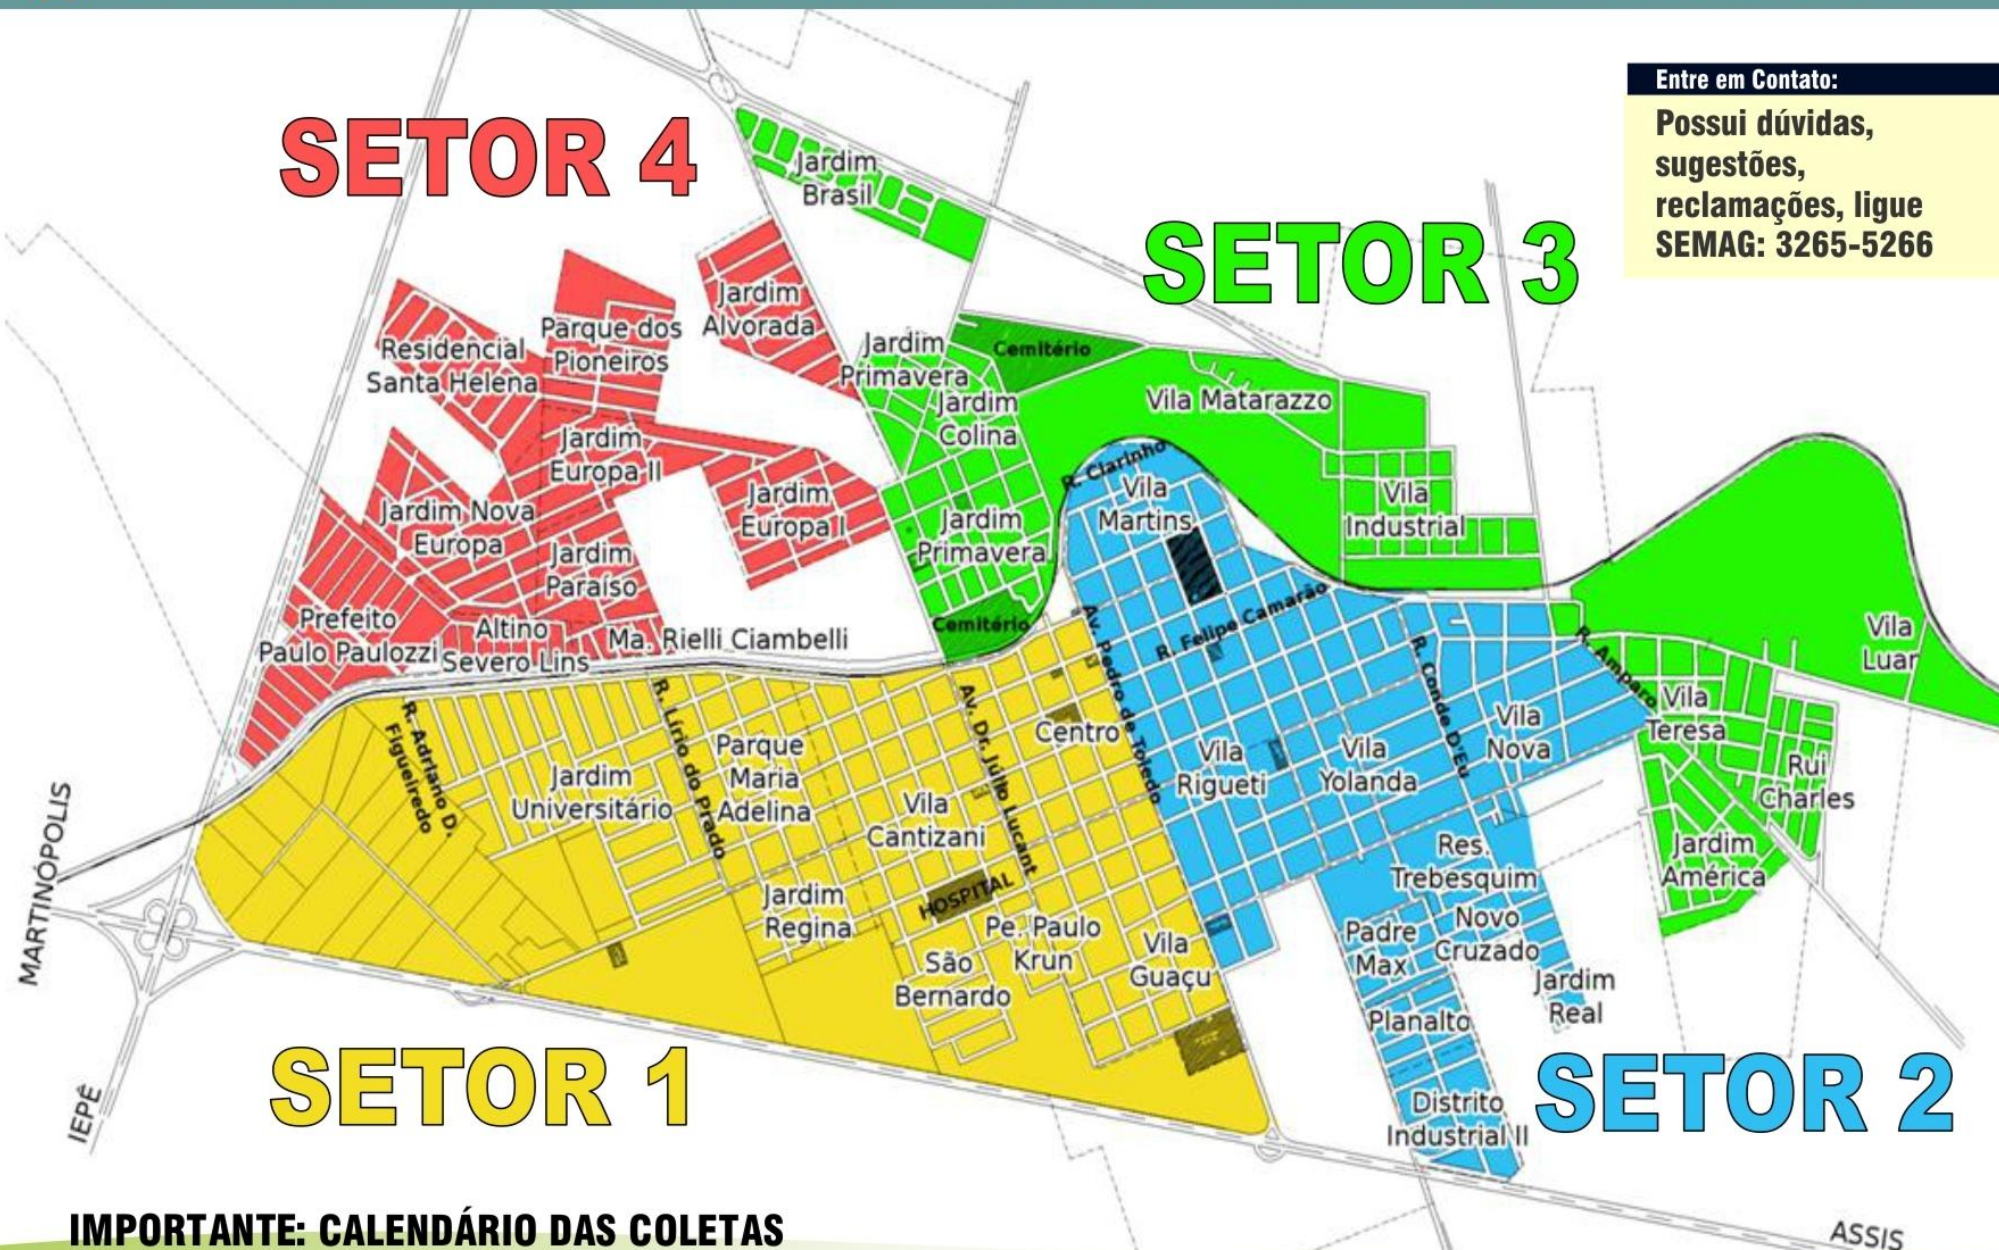 Entre em Contato:
Possui dúvidas,
sugestões,
reclamações, ligue
SEMAG: 3265-5266
SETOR 4
SETOR 3
Jardim
Brasil
Jardim
Alvorada
Parque dos
Pioneiros
Residencial
Santa Helena
Jardim
Primavera
Cemitério
Jardim
Colina
Vila Matarazzo
Jardim
Europa II
R. Clarinho
Vila
Martins
Vila
Industrial
Jardim
Europa I
Jardim Nova
Europa
Jardim
Primavera
Jardim
Paraíso
Prefeito
Paulo Paulozzi
Altino
Severo Lins
Ma. Rielli Ciambelli
Cemitério
R. Felipe Camarão
Av. Pedro de Toledo
R. Conde D'Eu
R. Amparo
Vila
Luar
Vila
Teresa
Rui
Charles
Jardim
América
R. Adriano D.
Figueiredo
R. Lírio do Prado
Av. Dr. Júlio Lucant
Centro
Parque
Maria
Adelina
Jardim
Universitário
Vila
Cantizani
Vila
Rigueti
Vila
Yolanda
Vila
Nova
HOSPITAL
Jardim
Regina
Pe. Paulo
Krun
São
Bernardo
Vila
Guaçu
Res.
Trebesquim
Novo
Cruzado
Padre
Max
Jardim
Real
Planalto
Distrito
Industrial II
MARTINÓPOLIS
IEPÊ
SETOR 1
SETOR 2
ASSIS
IMPORTANTE: CALENDÁRIO DAS COLETAS